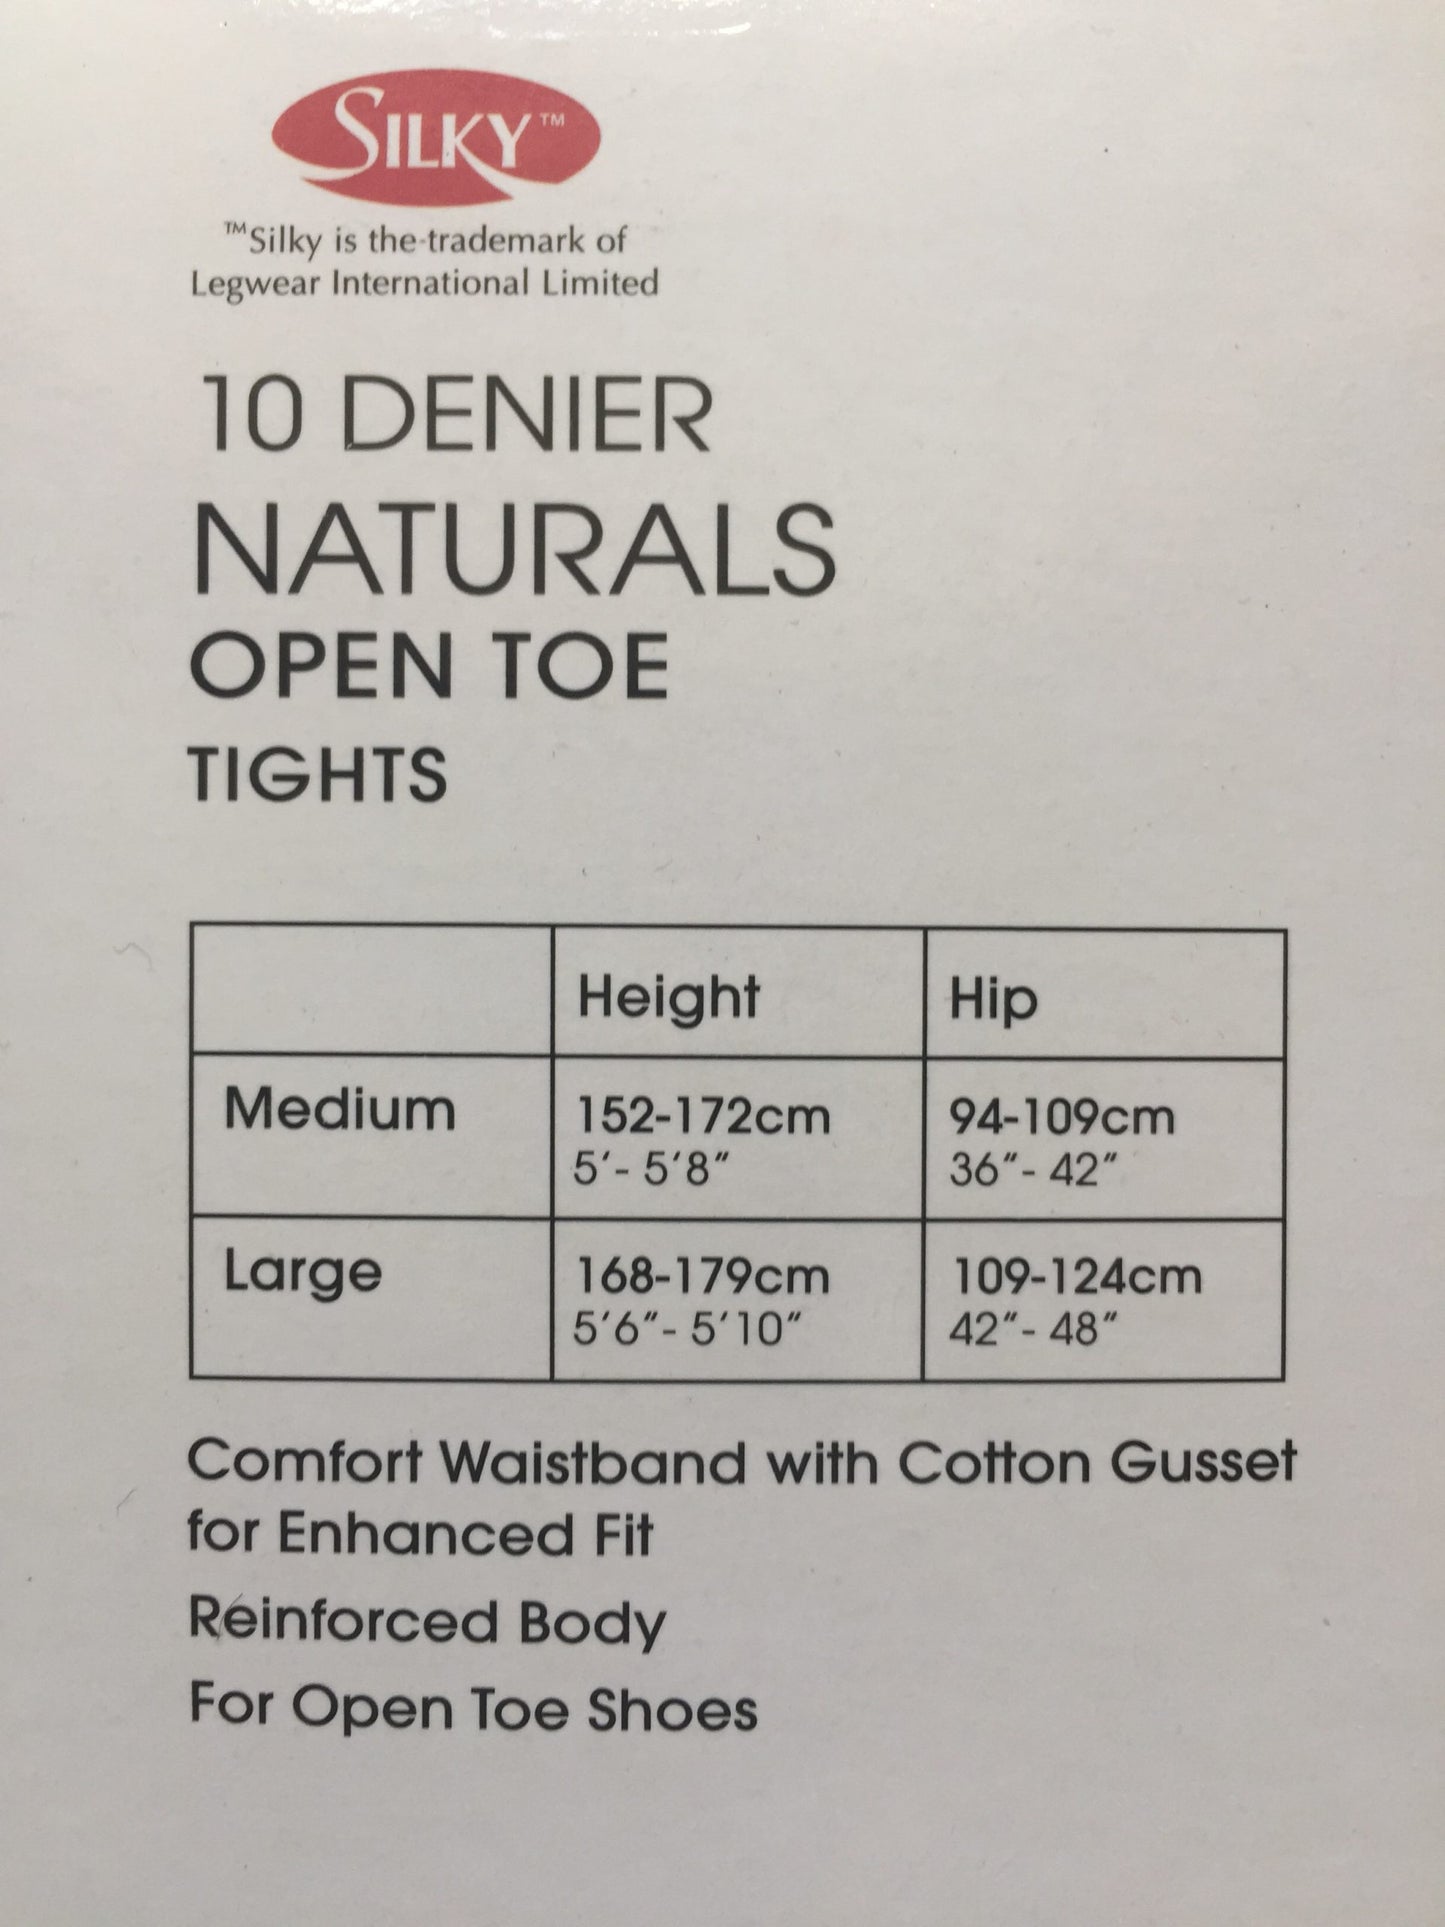 SILKY™
™Silky is the trademark of
Legwear International Limited
10 DENIER
NATURALS
OPEN TOE
TIGHTS
Height Hip
Medium 152-172cm 94-109cm
5′- 5′8″ 36″- 42″
Large 168-179cm 109-124cm
5′6″- 5′10″ 42″- 48″
Comfort Waistband with Cotton Gusset
for Enhanced Fit
Reinforced Body
For Open Toe Shoes